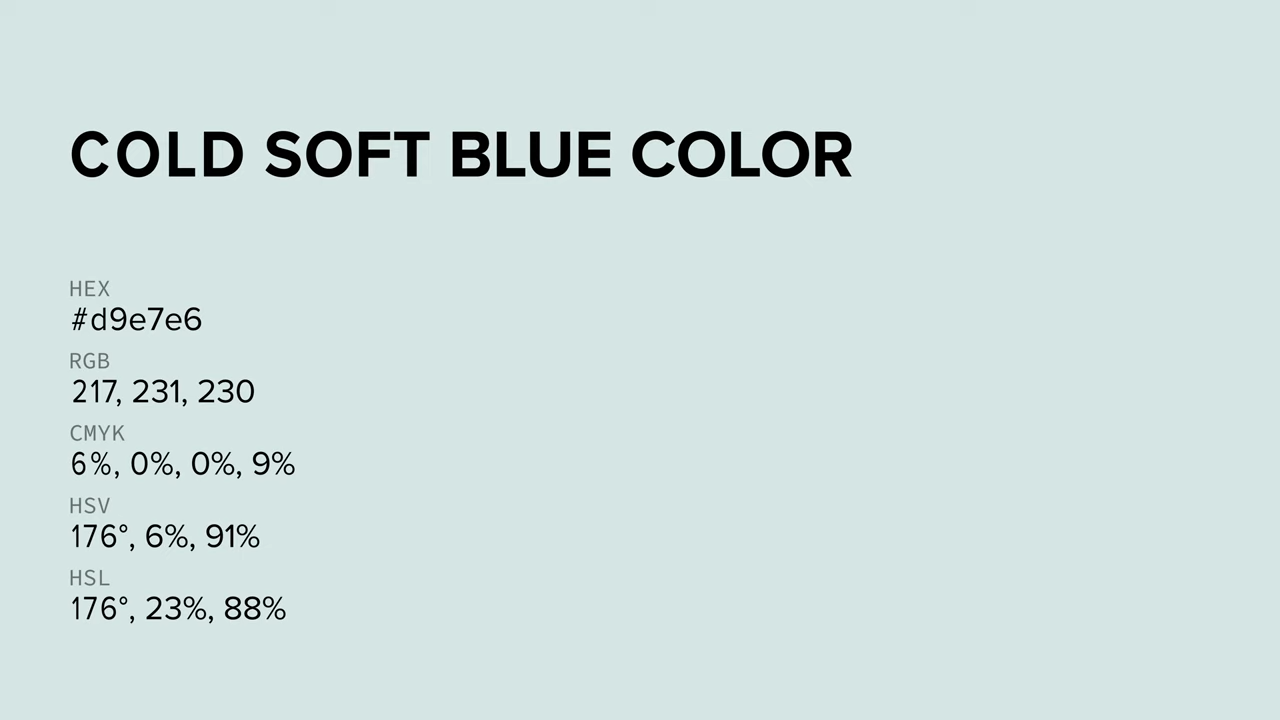 COLD SOFT BLUE COLOR
HEX
#d9e7e6
RGB
217, 231, 230
CMYK
6%, 0%, 0%, 9%
HSV
176°, 6%, 91%
HSL
176°, 23%, 88%